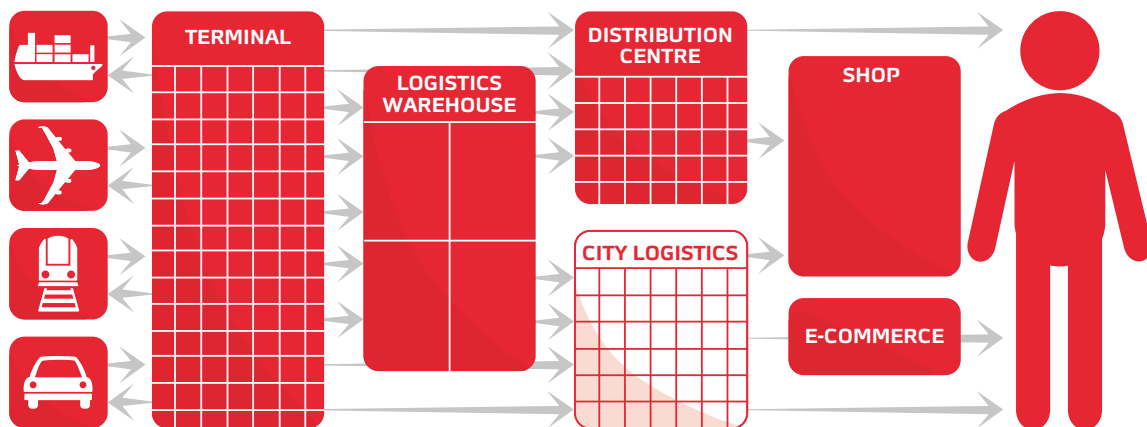 TERMINAL
LOGISTICS
WAREHOUSE
DISTRIBUTION
CENTRE
CITY LOGISTICS
SHOP
E-COMMERCE